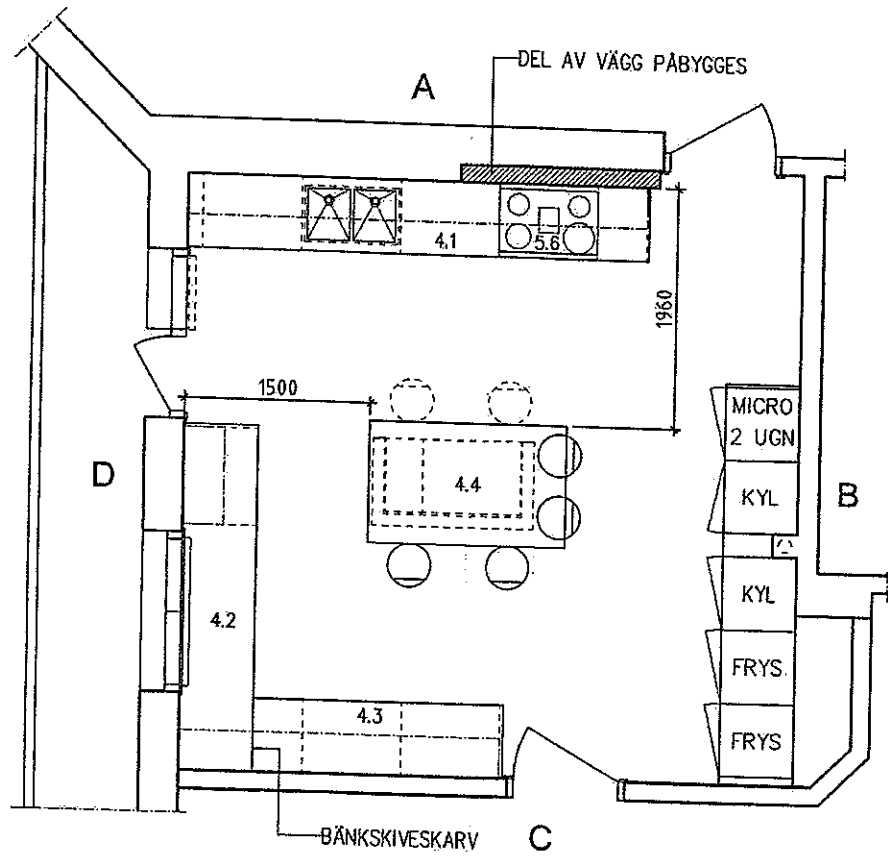 DEL AV VÄGG PÅBYGGES
A
4.1
5.6
1960
1500
MICRO
2 UGN
D
4.4
KYL
B
KYL
4.2
FRYS
4.3
FRYS
BÄNKSKIVESKARV
C